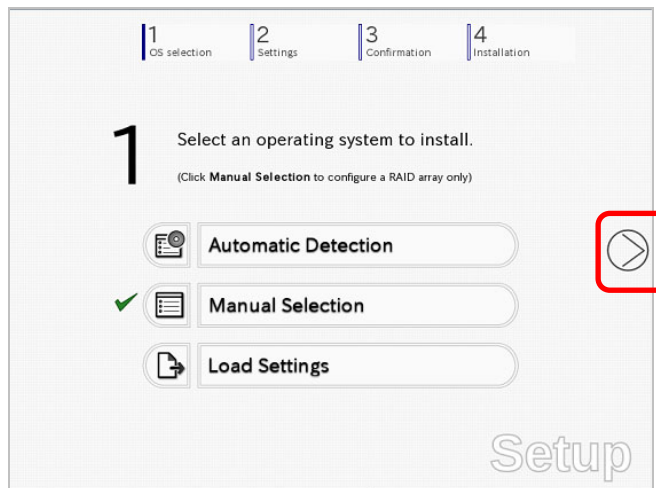 1
OS selection
2
Settings
3
Confirmation
4
Installation
1
Select an operating system to install.
(Click Manual Selection to configure a RAID array only)
Automatic Detection
Manual Selection
Load Settings
Setup